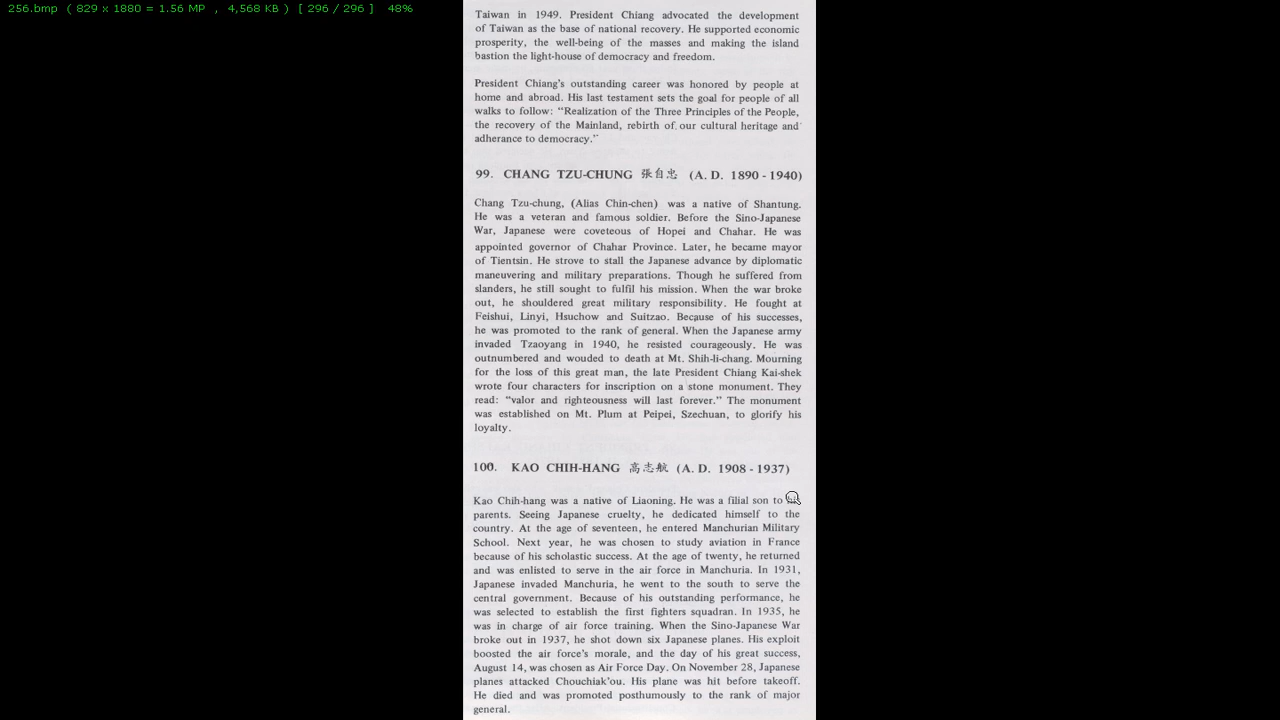 256.bmp ( 829 x 1880 = 1.56 MP , 4,568 KB ) [ 296 / 296 ] 48%
Taiwan in 1949. President Chiang advocated the development
of Taiwan as the base of national recovery. He supported economic
prosperity, the well-being of the masses and making the island
bastion the light-house of democracy and freedom.
President Chiang's outstanding career was honored by people at
home and abroad. His last testament sets the goal for people of all
walks to follow: "Realization of the Three Principles of the People,
the recovery of the Mainland, rebirth of our cultural heritage and
adherance to democracy."
99. CHANG TZU-CHUNG 張自忠 (A. D. 1890 - 1940)
Chang Tzu-chung, (Alias Chin-chen) was a native of Shantung.
He was a veteran and famous soldier. Before the Sino-Japanese
War, Japanese were coveteous of Hopei and Chahar. He was
appointed governor of Chahar Province. Later, he became mayor
of Tientsin. He strove to stall the Japanese advance by diplomatic
maneuvering and military preparations. Though he suffered from
slanders, he still sought to fulfil his mission. When the war broke
out, he shouldered great military responsibility. He fought at
Feishui, Linyi, Hsuchow and Suitzao. Because of his successes,
he was promoted to the rank of general. When the Japanese army
invaded Tzaoyang in 1940, he resisted courageously. He was
outnumbered and wouded to death at Mt. Shih-li-chang. Mourning
for the loss of this great man, the late President Chiang Kai-shek
wrote four characters for inscription on a stone monument. They
read: "valor and righteousness will last forever." The monument
was established on Mt. Plum at Peipei, Szechuan, to glorify his
loyalty.
100. KAO CHIH-HANG 高志航 (A. D. 1908 - 1937)
Kao Chih-hang was a native of Liaoning. He was a filial son to
parents. Seeing Japanese cruelty, he dedicated himself to the
country. At the age of seventeen, he entered Manchurian Military
School. Next year, he was chosen to study aviation in France
because of his scholastic success. At the age of twenty, he returned
and was enlisted to serve in the air force in Manchuria. In 1931,
Japanese invaded Manchuria, he went to the south to serve the
central government. Because of his outstanding performance, he
was selected to establish the first fighters squadran. In 1935, he
was in charge of air force training. When the Sino-Japanese War
broke out in 1937, he shot down six Japanese planes. His exploit
boosted the air force's morale, and the day of his great success,
August 14, was chosen as Air Force Day. On November 28, Japanese
planes attacked Chouchiak'ou. His plane was hit before takeoff.
He died and was promoted posthumously to the rank of major
general.